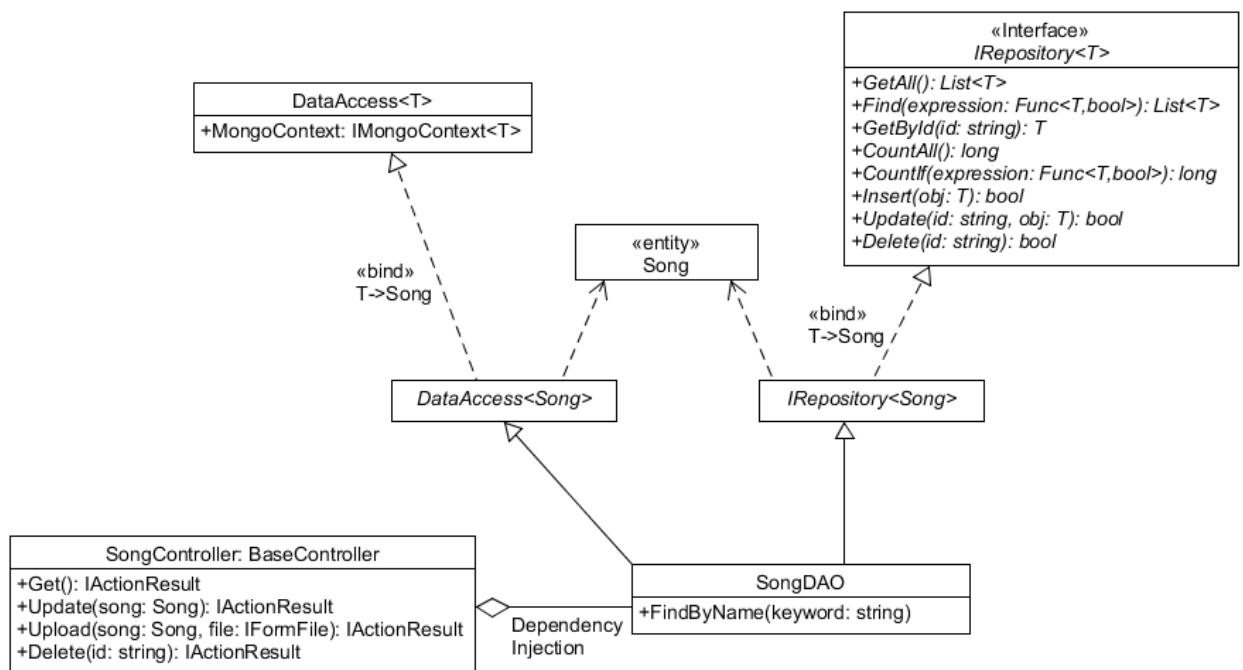 «Interface»
IRepository<T>
+GetAll(): List<T>
+Find(expression: Func<T,bool>): List<T>
+GetById(id: string): T
+CountAll(): long
+CountIf(expression: Func<T,bool>): long
+Insert(obj: T): bool
+Update(id: string, obj: T): bool
+Delete(id: string): bool
DataAccess<T>
+MongoContext: IMongoContext<T>
«entity»
Song
«bind»
T->Song
«bind»
T->Song
DataAccess<Song>
IRepository<Song>
SongController: BaseController
+Get(): IActionResult
+Update(song: Song): IActionResult
+Upload(song: Song, file: IFormFile): IActionResult
+Delete(id: string): IActionResult
Dependency
Injection
SongDAO
+FindByName(keyword: string)